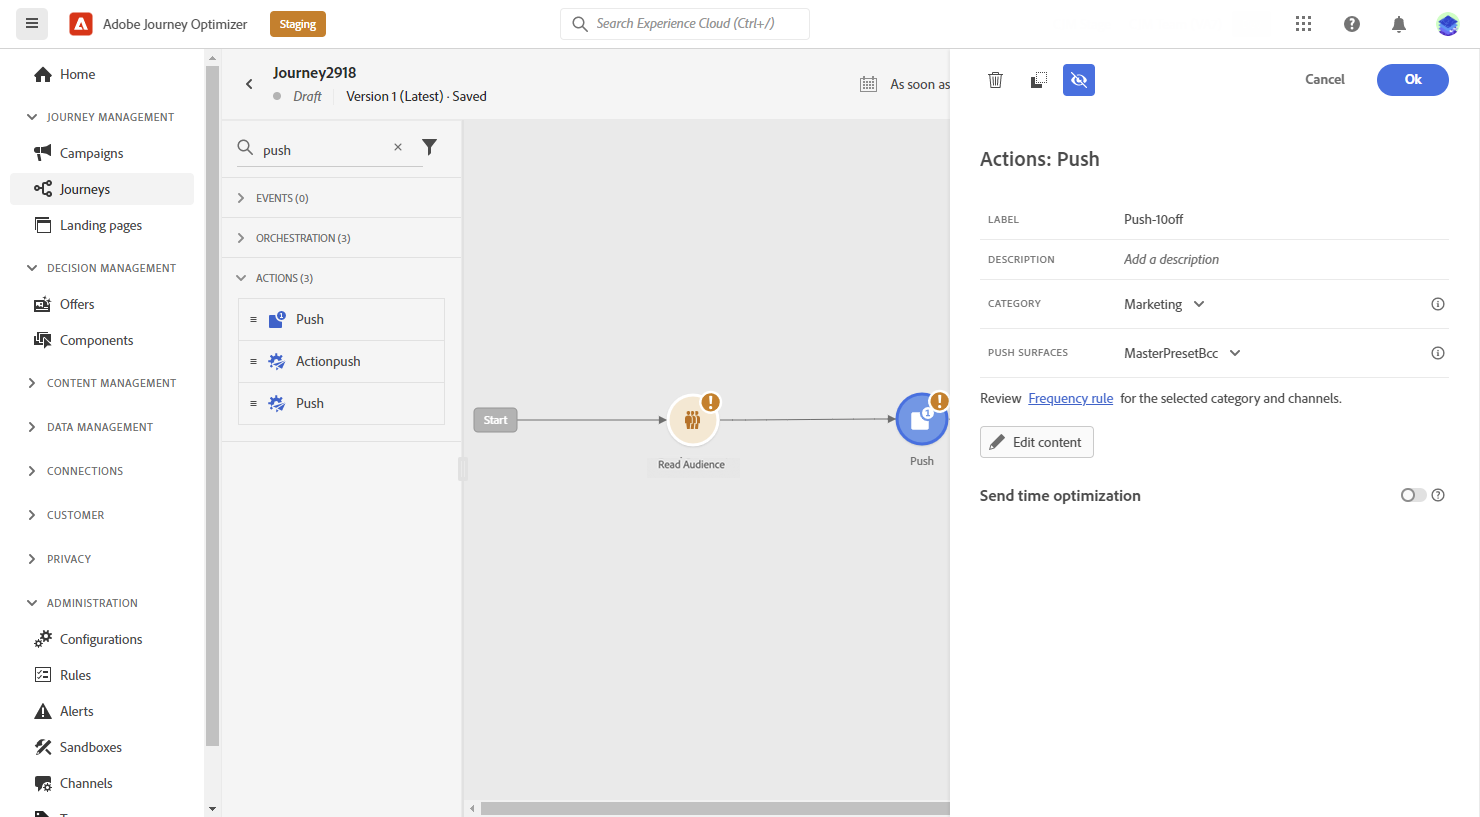 Adobe Journey Optimizer
Staging
Search Experience Cloud (Ctrl+/)
Home
JOURNEY MANAGEMENT
Campaigns
Journeys
Landing pages
DECISION MANAGEMENT
Offers
Components
CONTENT MANAGEMENT
DATA MANAGEMENT
CONNECTIONS
CUSTOMER
PRIVACY
ADMINISTRATION
Configurations
Rules
Alerts
Sandboxes
Channels
Journey2918
Draft
Version 1 (Latest) · Saved
As soon as
push
EVENTS (0)
ORCHESTRATION (3)
ACTIONS (3)
Push
Actionpush
Push
Start
Read Audience
Push
Cancel
Ok
Actions: Push
LABEL
Push-10off
DESCRIPTION
Add a description
CATEGORY
Marketing
PUSH SURFACES
MasterPresetBcc
Review Frequency rule for the selected category and channels.
Edit content
Send time optimization